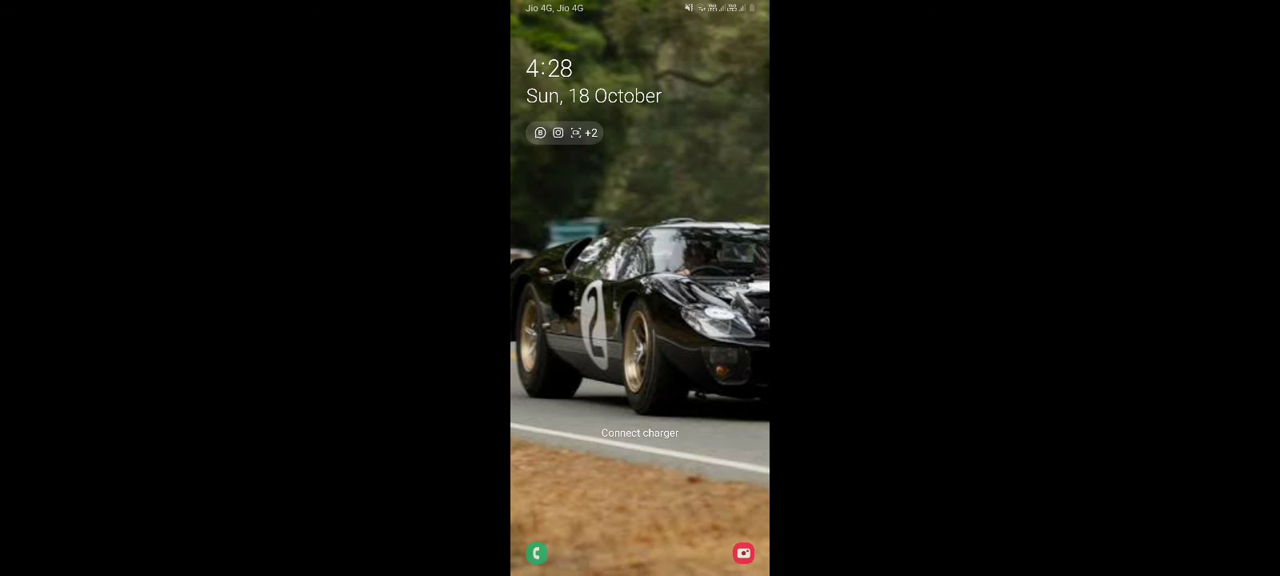 Jio 4G, Jio 4G
4:28
Sun, 18 October
+2
2
Connect charger